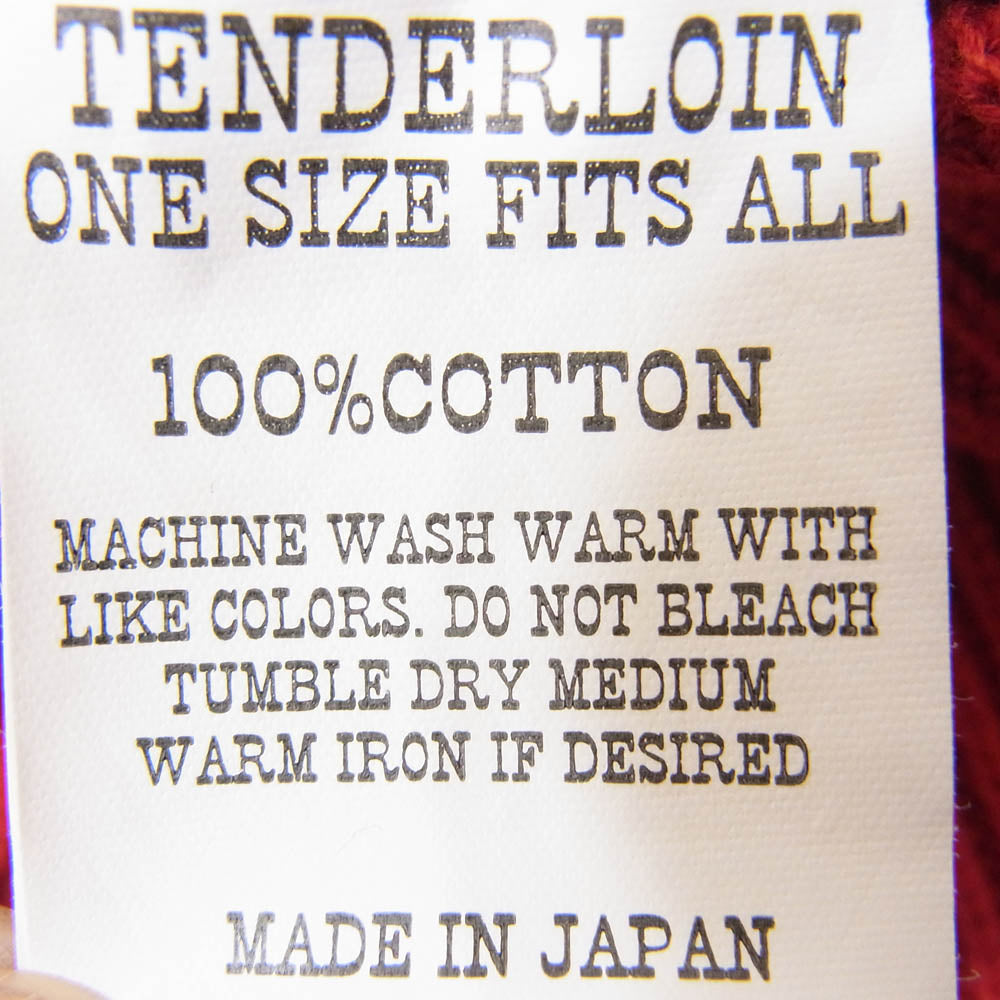 TENDERLOIN
ONE SIZE FITS ALL
100%COTTON
MACHINE WASH WARM WITH
LIKE COLORS. DO NOT BLEACH
TUMBLE DRY MEDIUM
WARM IRON IF DESIRED
MADE IN JAPAN